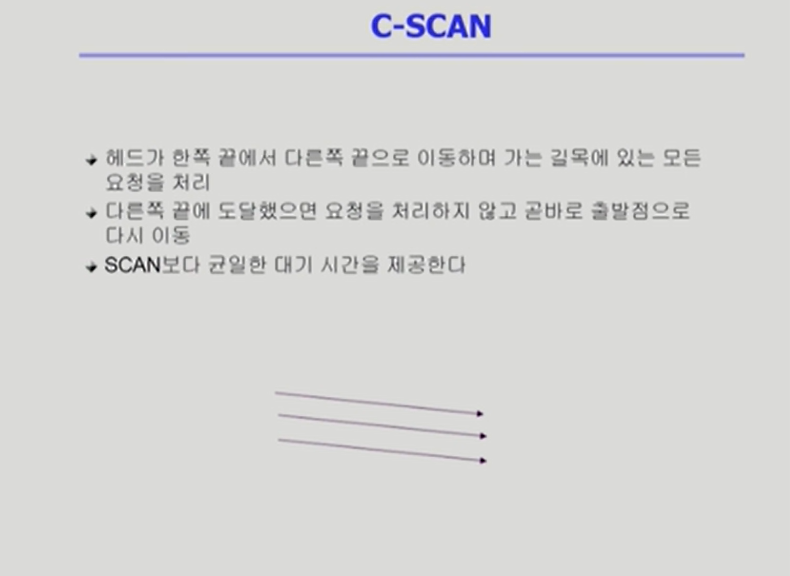 C-SCAN
헤드가 한쪽 끝에서 다른쪽 끝으로 이동하며 가는 길목에 있는 모든
요청을 처리
다른쪽 끝에 도달했으면 요청을 처리하지 않고 곧바로 출발점으로
다시 이동
SCAN보다 균일한 대기 시간을 제공한다